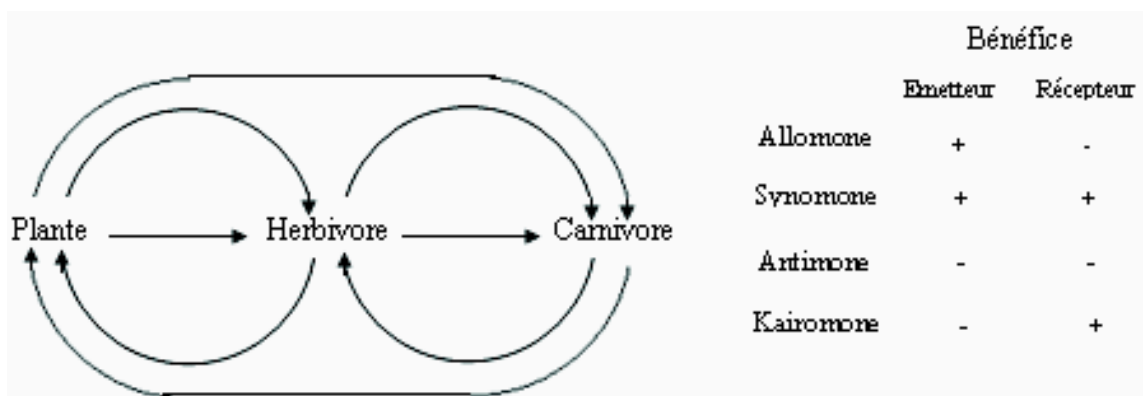 Bénéfice
Emetteur Récepteur
Allomone + -
Synomone + +
Plante Herbivore Carnivore
Antimone - -
Kairomone - +